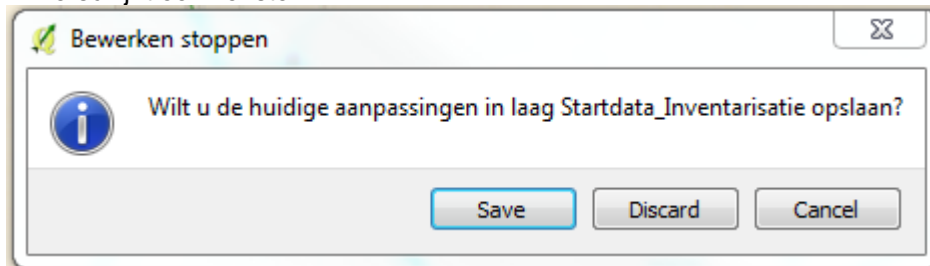 Bewerken stoppen
Wilt u de huidige aanpassingen in laag Startdata_Inventarisatie opslaan?
Save
Discard
Cancel